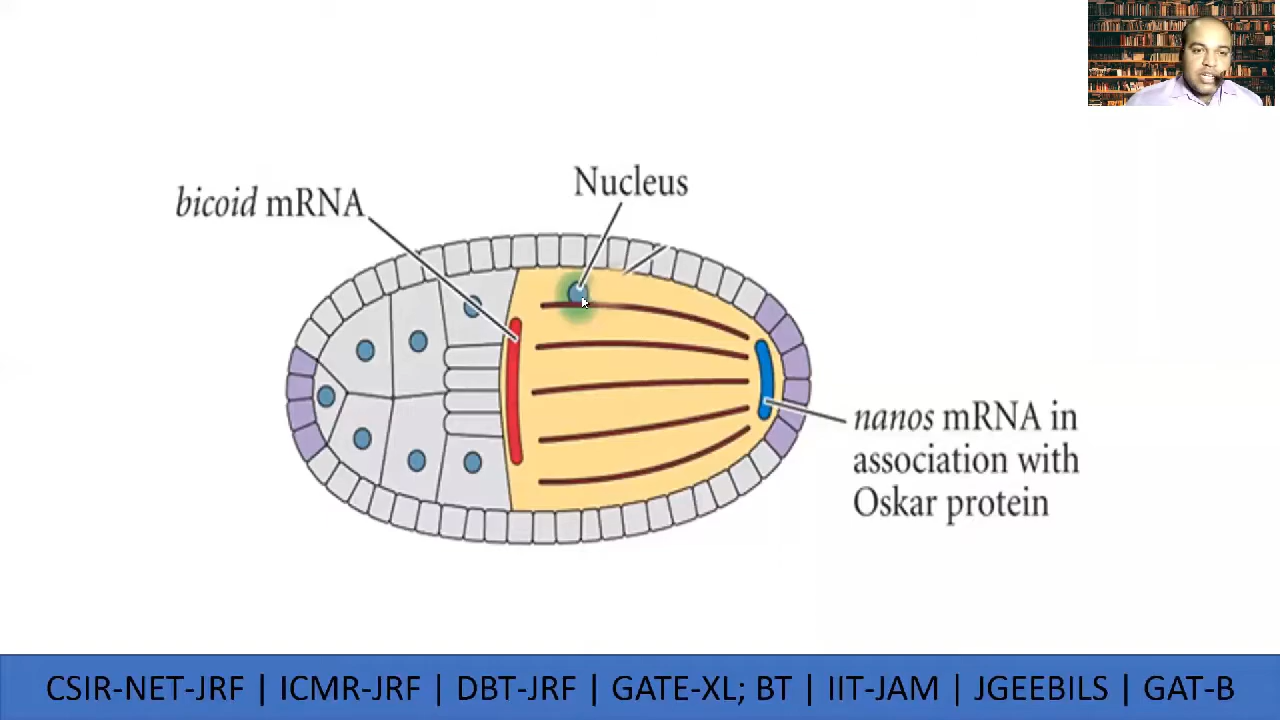 Nucleus
bicoid mRNA
nanos mRNA in
association with
Oskar protein
CSIR-NET-JRF | ICMR-JRF | DBT-JRF | GATE-XL; BT | IIT-JAM | JGEEBILS | GAT-B